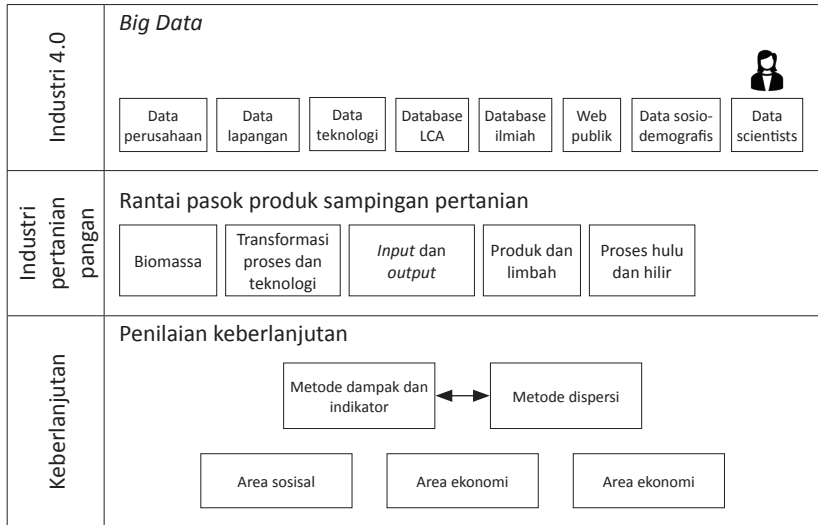 Industri 4.0
Big Data
Data
perusahaan
Data
lapangan
Data
teknologi
Database
LCA
Database
ilmiah
Web
publik
Data sosio-
demografis
Data
scientists
Industri
pertanian
pangan
Rantai pasok produk sampingan pertanian
Biomassa
Transformasi
proses dan
teknologi
Input dan
output
Produk dan
limbah
Proses hulu
dan hilir
Keberlanjutan
Penilaian keberlanjutan
Metode dampak dan
indikator
Metode dispersi
Area sosisal
Area ekonomi
Area ekonomi